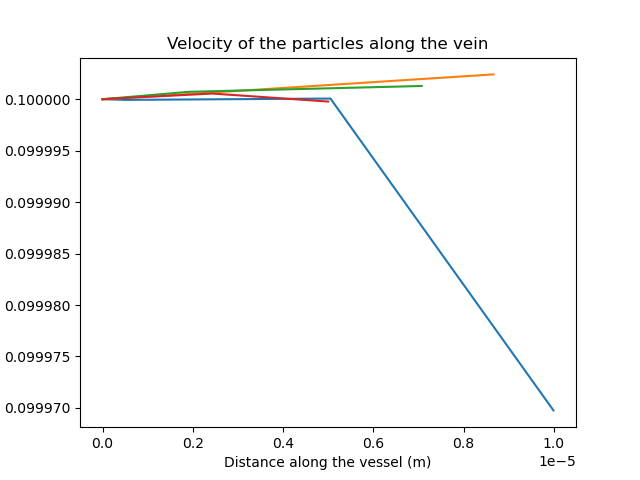 Velocity of the particles along the vein
0.100000
0.099995
0.099990
0.099985
0.099980
0.099975
0.099970
0.0 0.2 0.4 0.6 0.8 1.0
1e−5
Distance along the vessel (m)